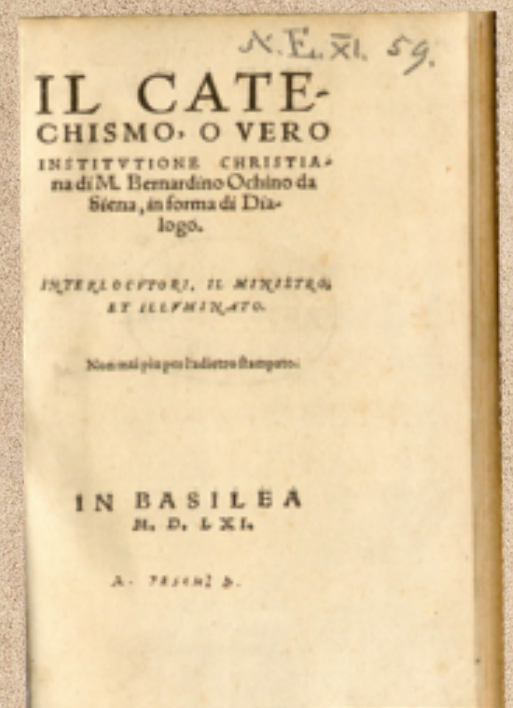 N. E. XI. 59.
IL CATE-
CHISMO, O VERO
INSTITVTIONE CHRISTIA-
na di M. Bernardino Ochino da
Siena, in forma di Dia-
logo.
INTERLOCVTORI, IL MINISTRO,
ET ILLVMINATO.
Non mai piu per l'adietro stampato.
IN BASILEA
M. D. LXI.